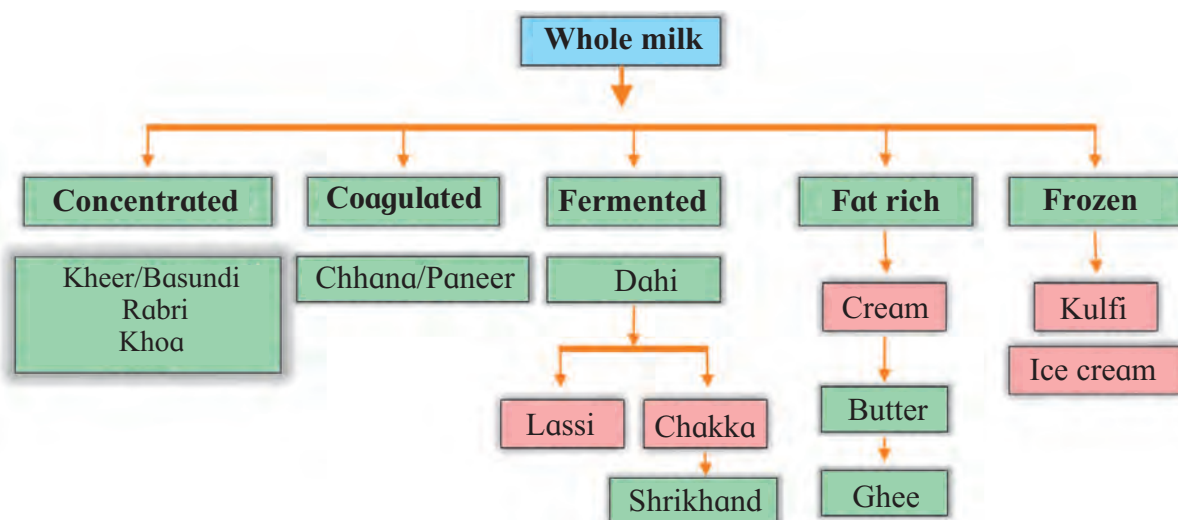 Whole milk
Concentrated
Coagulated
Fermented
Fat rich
Frozen
Kheer/Basundi
Rabri
Khoa
Chhana/Paneer
Dahi
Cream
Kulfi
Ice cream
Lassi
Chakka
Butter
Shrikhand
Ghee